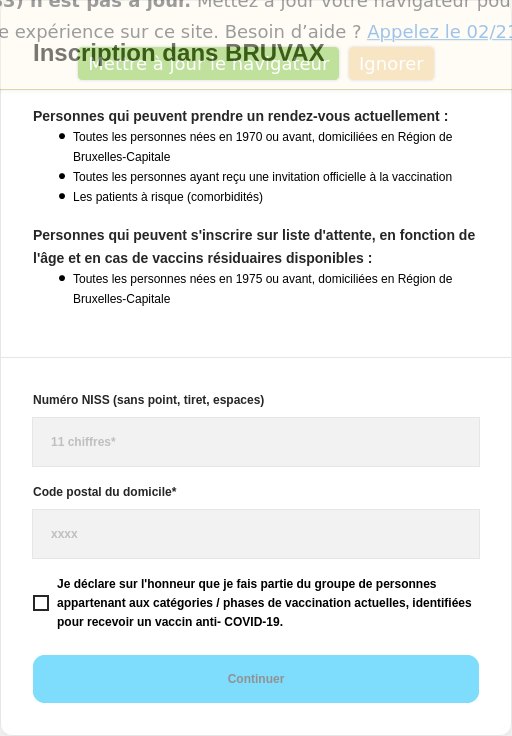 n'est pas à jour. Mettez à jour votre navigateur pou
expérience sur ce site. Besoin d’aide ? Appelez le 02/21
Inscription dans BRUVAX
Mettre à jour le navigateur Ignorer
Personnes qui peuvent prendre un rendez-vous actuellement :
Toutes les personnes nées en 1970 ou avant, domiciliées en Région de
Bruxelles-Capitale
Toutes les personnes ayant reçu une invitation officielle à la vaccination
Les patients à risque (comorbidités)
Personnes qui peuvent s'inscrire sur liste d'attente, en fonction de
l'âge et en cas de vaccins résiduaires disponibles :
Toutes les personnes nées en 1975 ou avant, domiciliées en Région de
Bruxelles-Capitale
Numéro NISS (sans point, tiret, espaces)
11 chiffres*
Code postal du domicile*
xxxx
Je déclare sur l'honneur que je fais partie du groupe de personnes
appartenant aux catégories / phases de vaccination actuelles, identifiées
pour recevoir un vaccin anti- COVID-19.
Continuer